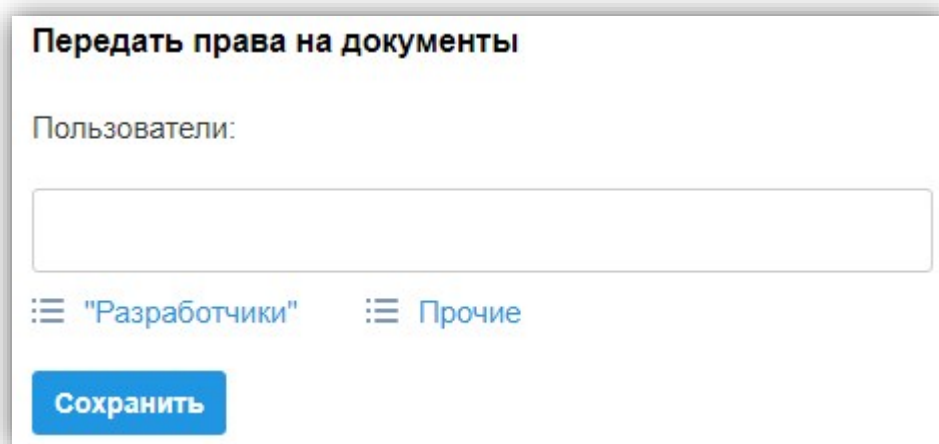 Передать права на документы
Пользователи:
"Разработчики" Прочие
Сохранить